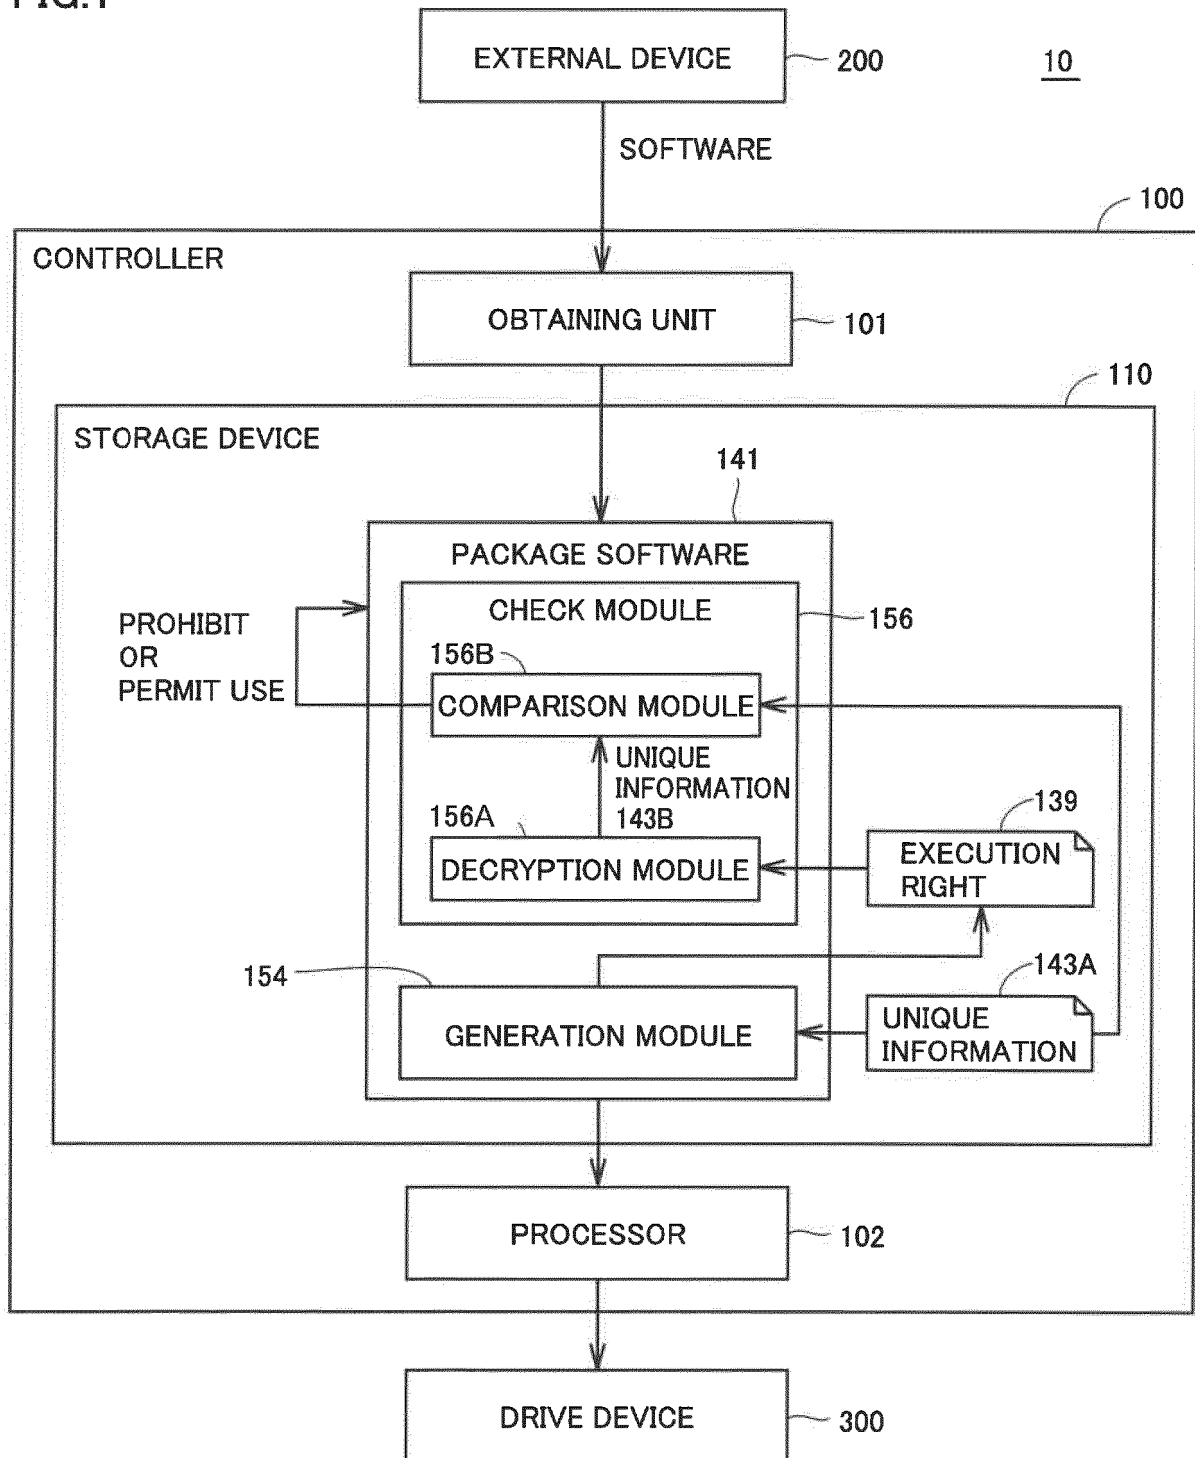 FIG.1
EXTERNAL DEVICE
200
10
SOFTWARE
100
CONTROLLER
OBTAINING UNIT
101
110
STORAGE DEVICE
141
PACKAGE SOFTWARE
CHECK MODULE
156
PROHIBIT
OR
PERMIT USE
156B
COMPARISON MODULE
UNIQUE
INFORMATION
143B
156A
DECRYPTION MODULE
139
EXECUTION
RIGHT
154
GENERATION MODULE
143A
UNIQUE
INFORMATION
PROCESSOR
102
DRIVE DEVICE
300